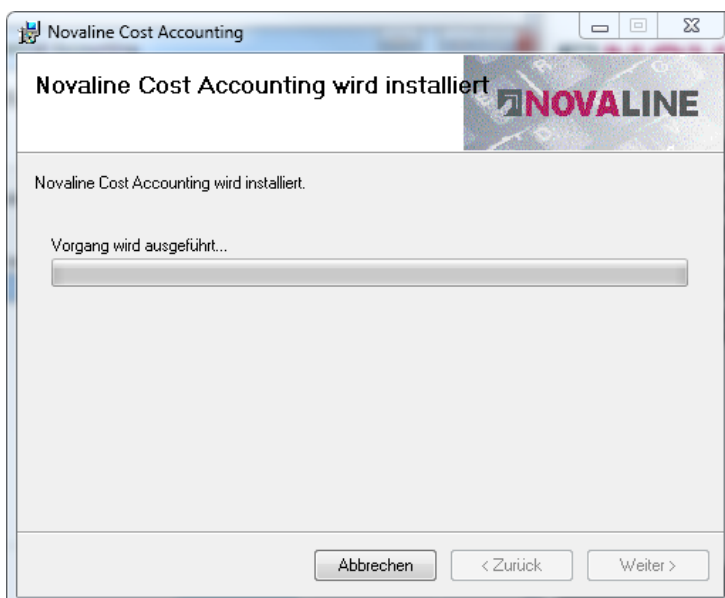 Novaline Cost Accounting
Novaline Cost Accounting wird installiert
NOVALINE
Novaline Cost Accounting wird installiert.
Vorgang wird ausgeführt...
Abbrechen
< Zurück
Weiter >